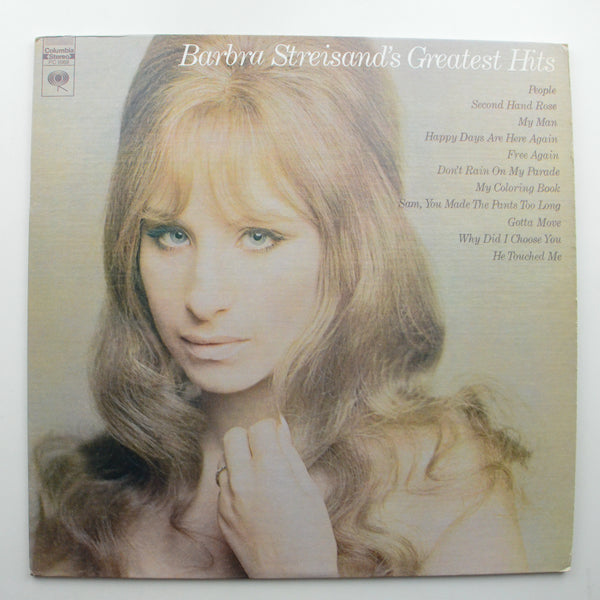 Columbia
Stereo
PC 9968
Barbra Streisand's Greatest Hits
People
Second Hand Rose
My Man
Happy Days Are Here Again
Free Again
Don't Rain On My Parade
My Coloring Book
Sam, You Made The Pants Too Long
Gotta Move
Why Did I Choose You
He Touched Me